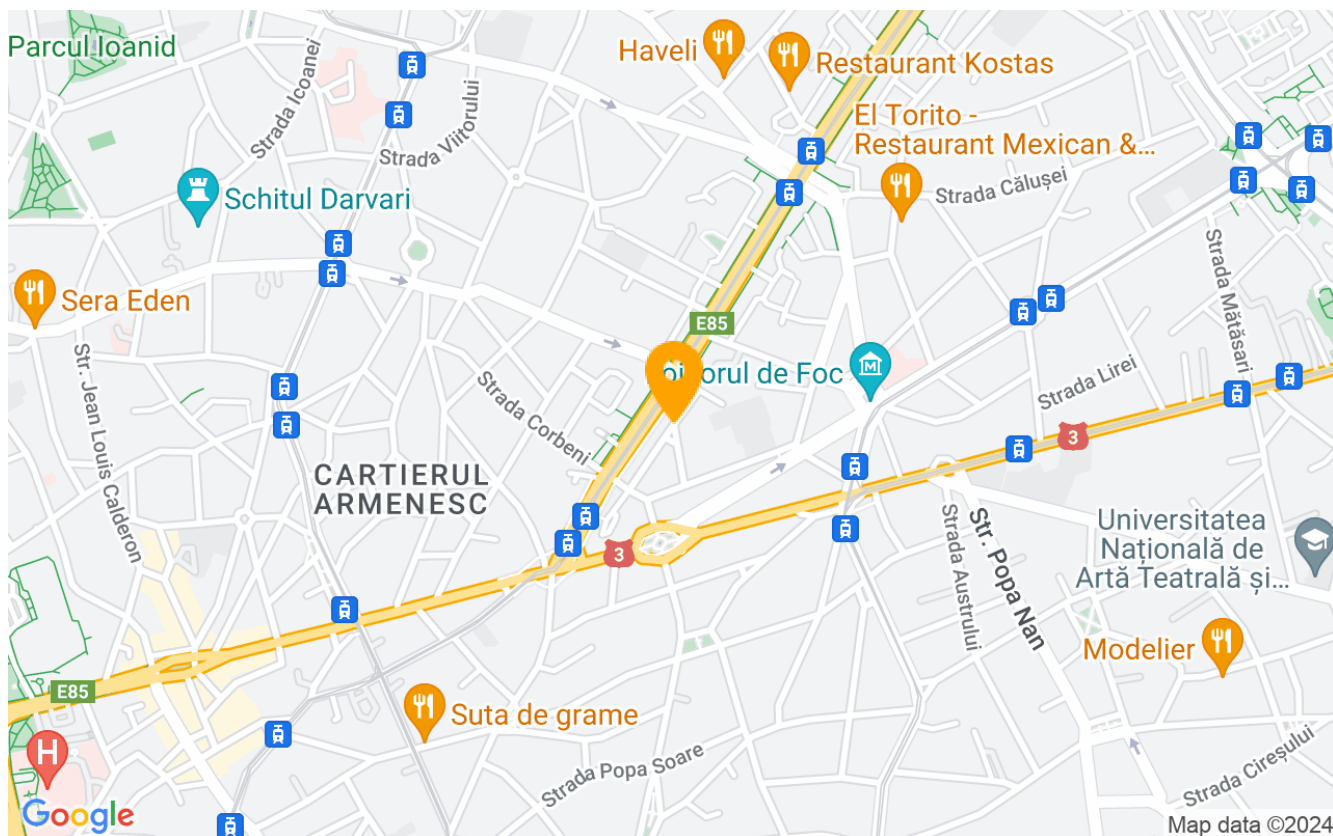 Parcul Ioanid
Strada Icoanei
Haveli
Restaurant Kostas
Strada Viitorului
El Torito -
Restaurant Mexican &...
Schitul Darvari
Strada Călușei
Sera Eden
Strada Mătăsari
E85
Str. Jean Louis Calderon
Strada Corbeni
orul de Foc
M
Strada Lirei
3
CARTIERUL
ARMENESC
3
Strada Austrului
Str. Popa Nan
Universitatea
Națională de
Artă Teatrală și...
Modelier
E85
Suta de grame
H
Strada Popa Soare
Strada Cireșului
Google
Map data ©2024